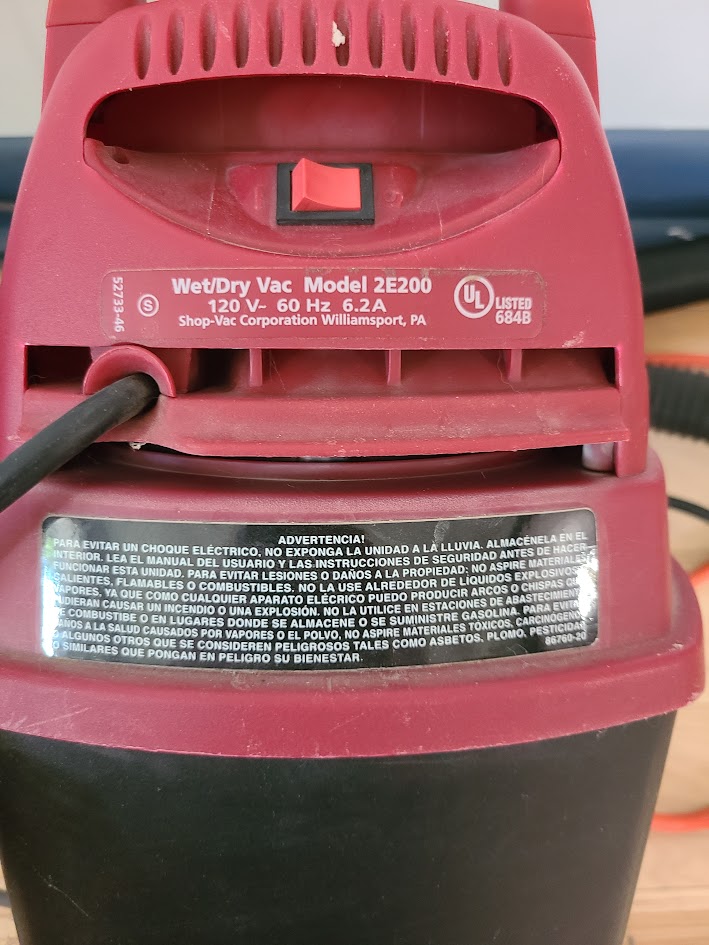 Wet/Dry Vac Model 2E200
120 V~ 60 Hz 6.2A
Shop-Vac Corporation Williamsport, PA
52733-46
S
UL LISTED
684B
ADVERTENCIA!
PARA EVITAR UN CHOQUE ELÉCTRICO, NO EXPONGA LA UNIDAD A LA LLUVIA. ALMACÉNELA EN EL
INTERIOR. LEA EL MANUAL DEL USUARIO Y LAS INSTRUCCIONES DE SEGURIDAD ANTES DE HACER
FUNCIONAR ESTA UNIDAD. PARA EVITAR LESIONES O DAÑOS A LA PROPIEDAD: NO ASPIRE MATERIALES
CALIENTES, FLAMABLES O COMBUSTIBLES. NO LA USE ALREDEDOR DE LÍQUIDOS EXPLOSIVOS
VAPORES, YA QUE COMO CUALQUIER APARATO ELÉCTRICO PUEDO PRODUCIR ARCOS O CHISPAS
PUDIERAN CAUSAR UN INCENDIO O UNA EXPLOSIÓN. NO LA UTILICE EN ESTACIONES DE ABASTECIMIENTO
DE COMBUSTIBE O EN LUGARES DONDE SE ALMACENE O SE SUMINISTRE GASOLINA. PARA EVITAR
DAÑOS A LA SALUD CAUSADOS POR VAPORES O EL POLVO, NO ASPIRE MATERIALES TÓXICOS, CARCINÓGENOS
O ALGUNOS OTROS QUE SE CONSIDEREN PELIGROSOS TALES COMO ASBETOS, PLOMO, PESTICIDAS
O SIMILARES QUE PONGAN EN PELIGRO SU BIENESTAR. 86760-20